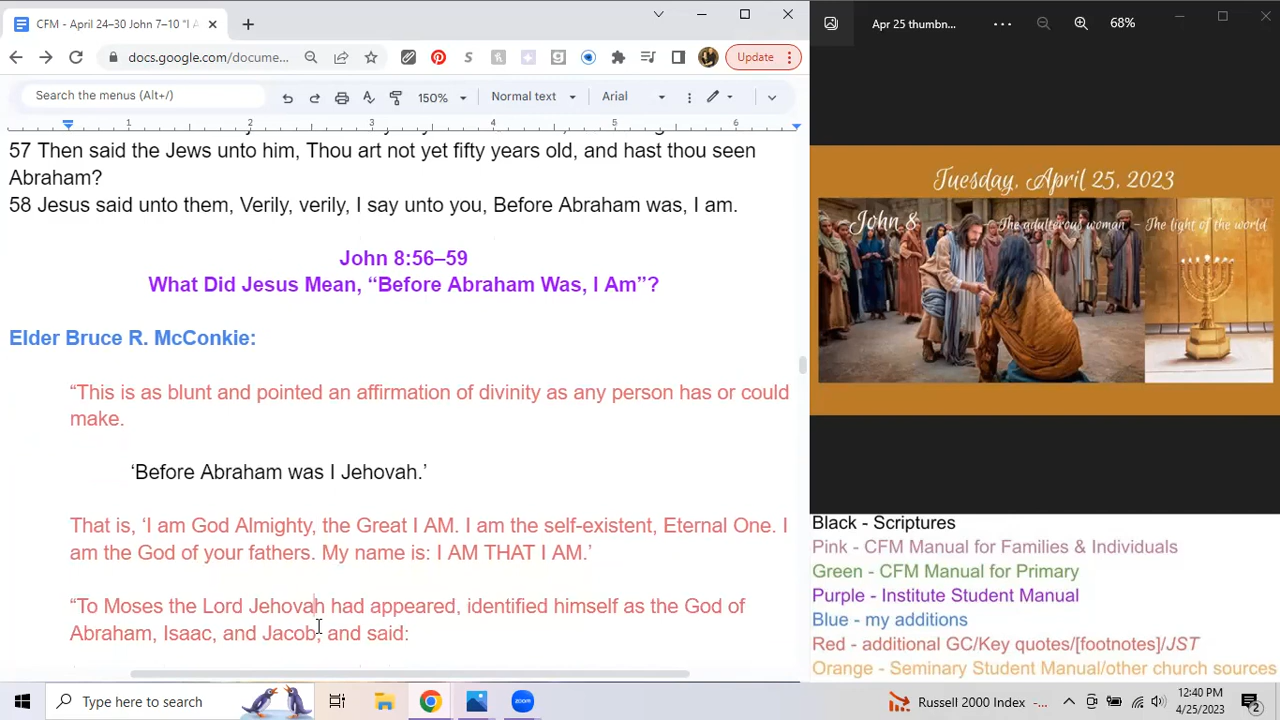 CFM – April 24–30 John 7–10 "I A
Apr 25 thumbn...
68%
docs.google.com/docume...
Update
Search the menus (Alt+/)
150%
Normal text
Arial
1 2 3 4 5 6
57 Then said the Jews unto him, Thou art not yet fifty years old, and hast thou seen
Abraham?
58 Jesus said unto them, Verily, verily, I say unto you, Before Abraham was, I am.
John 8:56–59
What Did Jesus Mean, “Before Abraham Was, I Am”?
Elder Bruce R. McConkie:
“This is as blunt and pointed an affirmation of divinity as any person has or could
make.
‘Before Abraham was I Jehovah.’
That is, ‘I am God Almighty, the Great I AM. I am the self-existent, Eternal One. I
am the God of your fathers. My name is: I AM THAT I AM.’
“To Moses the Lord Jehovah had appeared, identified himself as the God of
Abraham, Isaac, and Jacob, and said:
Tuesday, April 25, 2023
John 8
- The adulterous woman - The light of the world
Black - Scriptures
Pink - CFM Manual for Families & Individuals
Green - CFM Manual for Primary
Purple - Institute Student Manual
Blue - my additions
Red - additional GC/Key quotes/[footnotes]/JST
Orange - Seminary Student Manual/other church sources
Type here to search
zoom
Russell 2000 Index
12:40 PM
4/25/2023
2